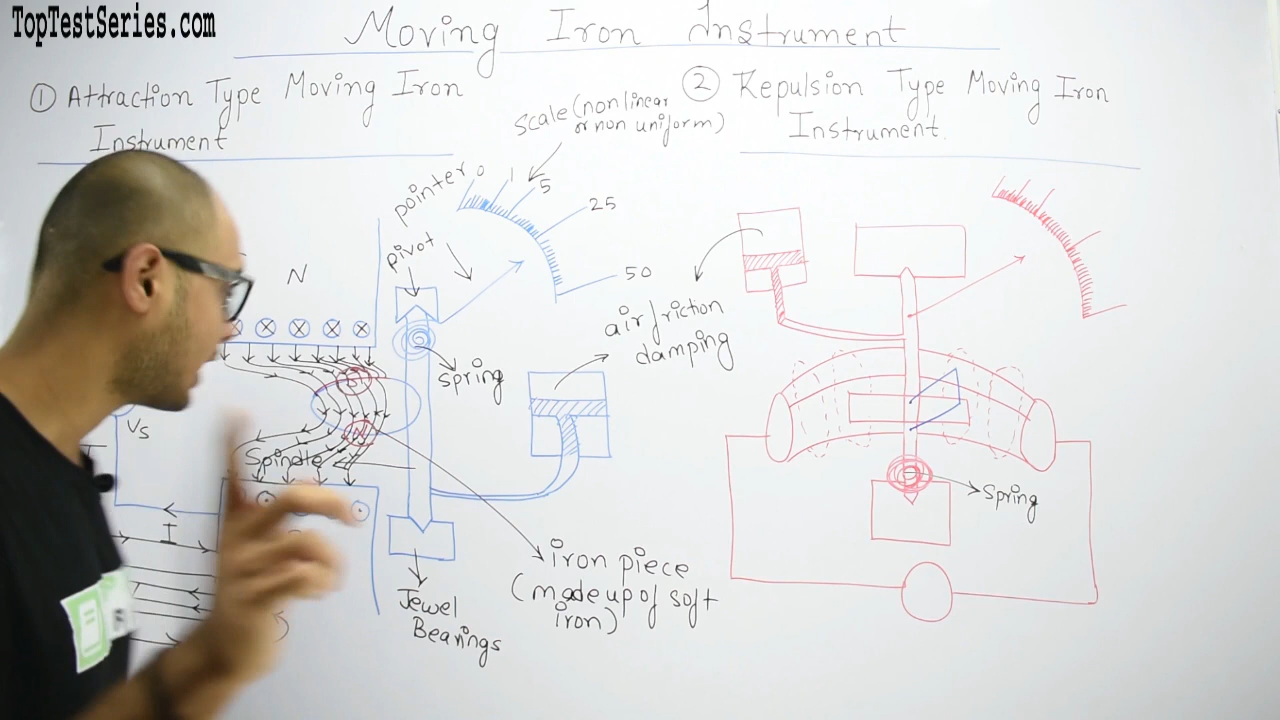 TopTestSeries.com
Moving Iron Instrument
① Attraction Type Moving Iron
Instrument
② Repulsion Type Moving Iron
Instrument.
scale (non linear
or non uniform)
0
1
5
25
50
pointer
pivot
N
spring
air friction
damping
Vs
Spindle
I
I
iron piece
(made up of soft
iron)
Jewel
Bearings
Spring